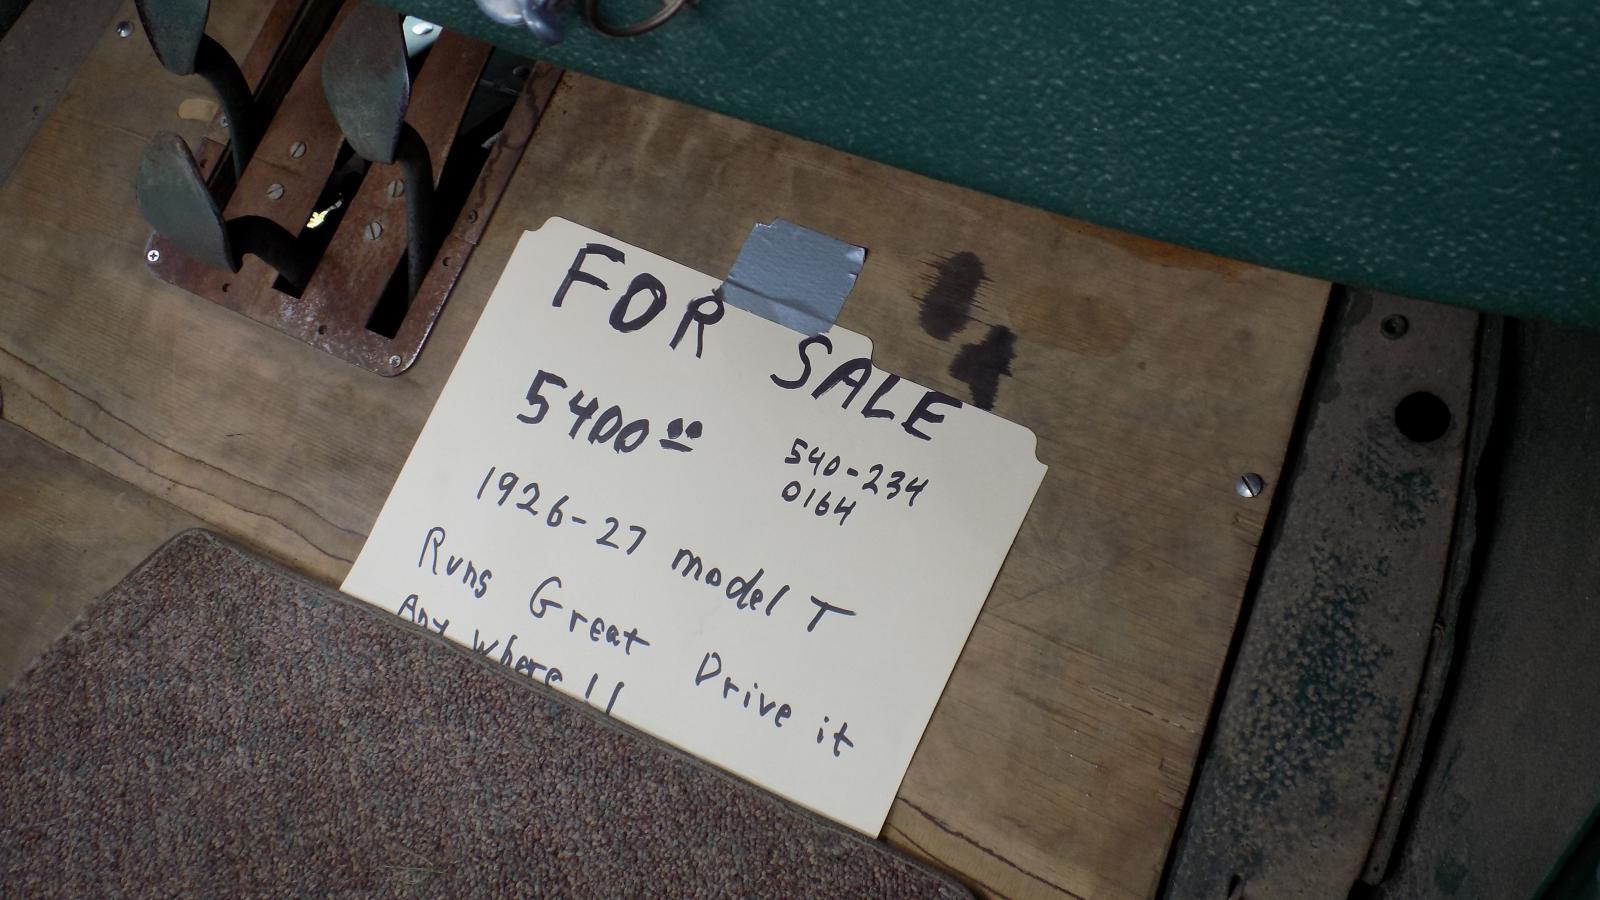 FOR SALE
5400 00
540-234
0164
1926-27 model T
Runs Great Drive it
Any where !!